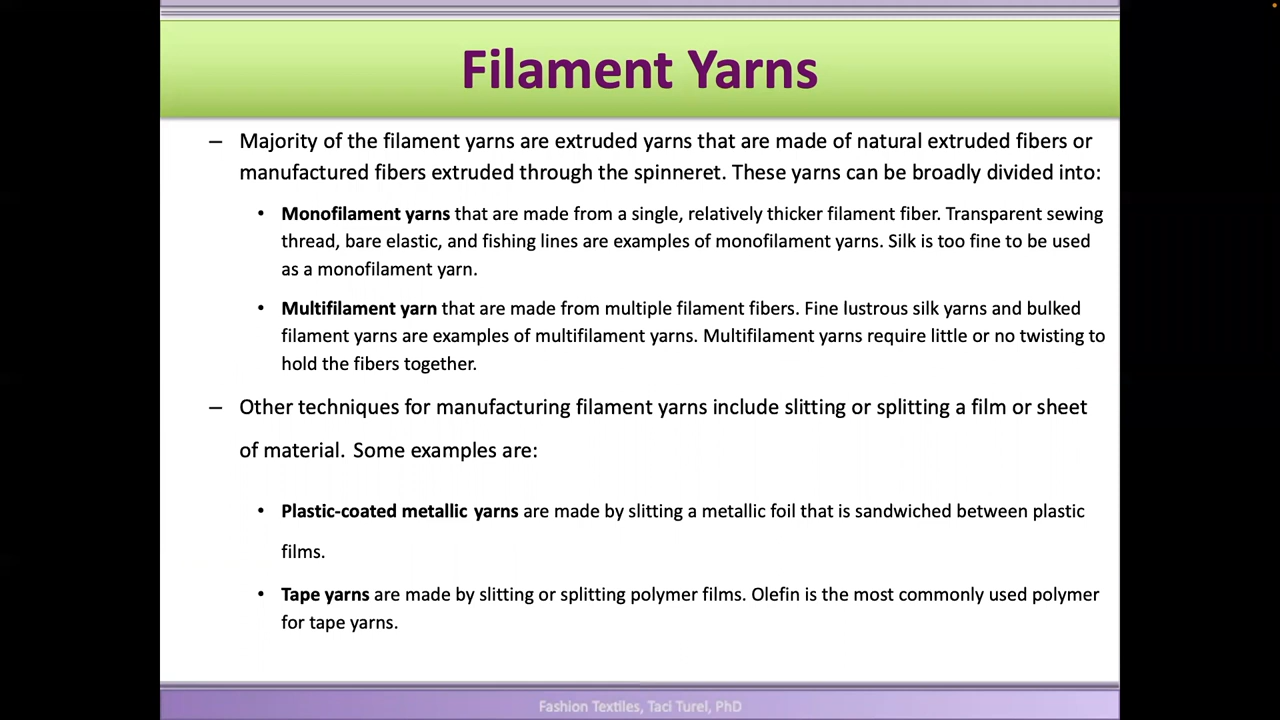 Filament Yarns
– Majority of the filament yarns are extruded yarns that are made of natural extruded fibers or
manufactured fibers extruded through the spinneret. These yarns can be broadly divided into:
• Monofilament yarns that are made from a single, relatively thicker filament fiber. Transparent sewing
thread, bare elastic, and fishing lines are examples of monofilament yarns. Silk is too fine to be used
as a monofilament yarn.
• Multifilament yarn that are made from multiple filament fibers. Fine lustrous silk yarns and bulked
filament yarns are examples of multifilament yarns. Multifilament yarns require little or no twisting to
hold the fibers together.
– Other techniques for manufacturing filament yarns include slitting or splitting a film or sheet
of material. Some examples are:
• Plastic-coated metallic yarns are made by slitting a metallic foil that is sandwiched between plastic
films.
• Tape yarns are made by slitting or splitting polymer films. Olefin is the most commonly used polymer
for tape yarns.
Fashion Textiles, Taci Turel, PhD